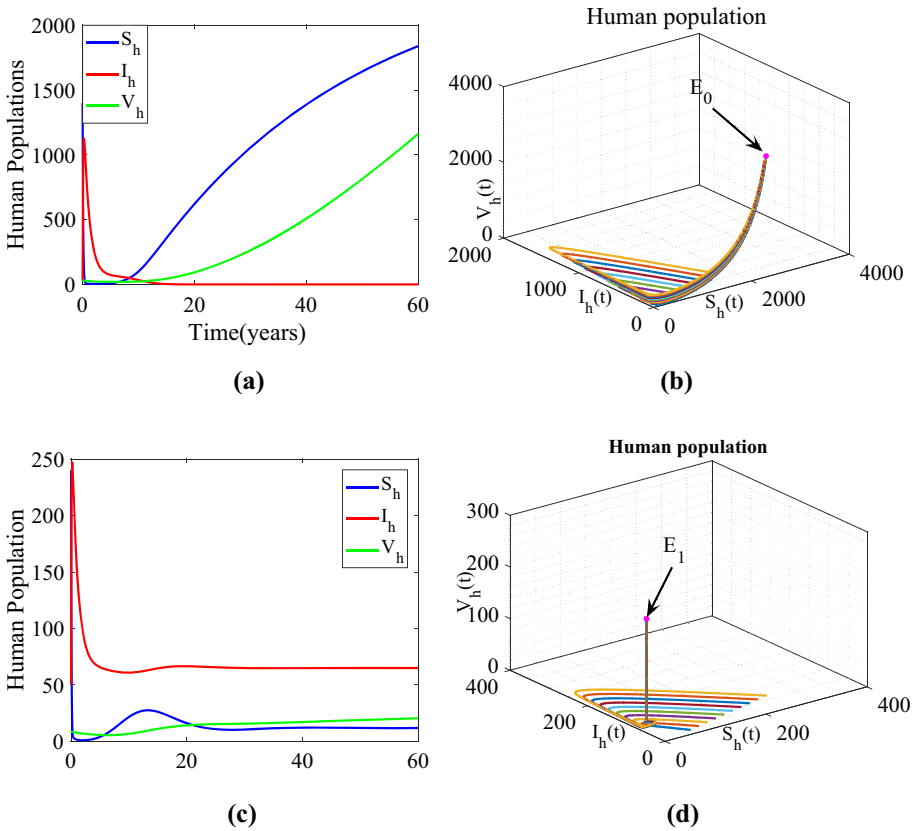 2000
1500
1000
500
0
0
20
40
60
Human Populations
Time(years)
S_h
I_h
V_h
(a)
Human population
E_0
4000
2000
0
V_h(t)
2000
1000
0
I_h(t)
0
2000
4000
S_h(t)
(b)
250
200
150
100
50
0
0
20
40
60
Human Population
S_h
I_h
V_h
(c)
Human population
E_1
300
200
100
0
V_h(t)
400
200
0
I_h(t)
0
200
400
S_h(t)
(d)